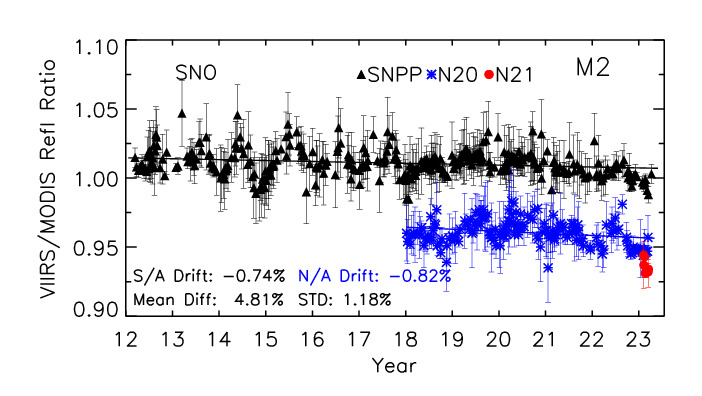 1.10
SNO ▲SNPP ✳N20 ●N21 M2
1.05
1.00
0.95
0.90
VIIRS/MODIS Refl Ratio
S/A Drift: −0.74% N/A Drift: −0.82%
Mean Diff: 4.81% STD: 1.18%
12 13 14 15 16 17 18 19 20 21 22 23
Year